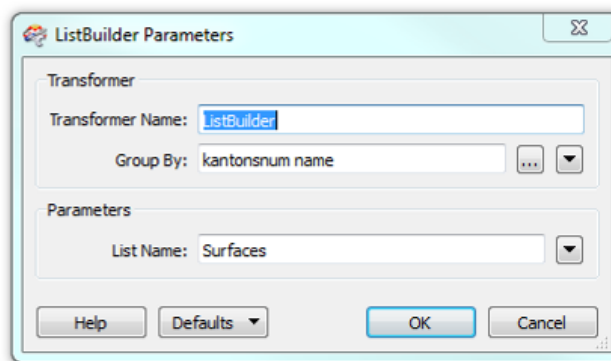 ListBuilder Parameters
Transformer
Transformer Name: ListBuilder
Group By: kantonsnum name ...
Parameters
List Name: Surfaces
Help Defaults OK Cancel